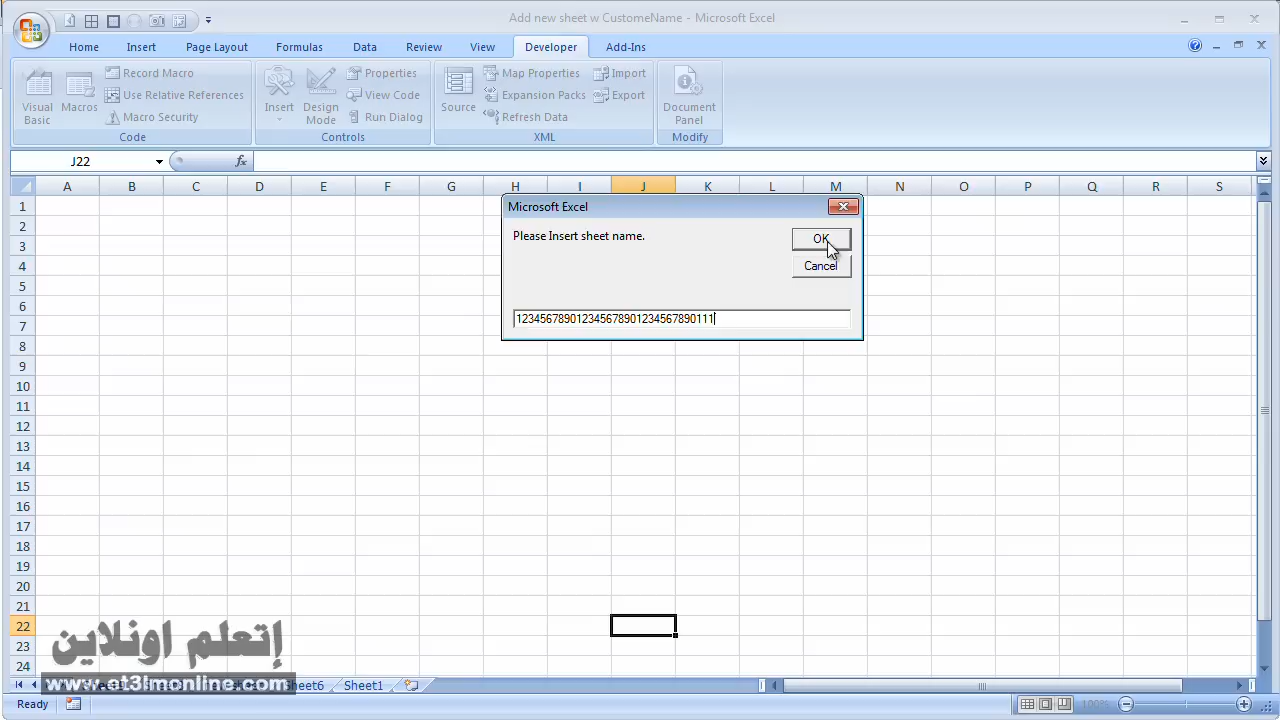 Add new sheet w CustomeName - Microsoft Excel
Home Insert Page Layout Formulas Data Review View Developer Add-Ins
Visual Basic
Macros
Record Macro
Use Relative References
Macro Security
Code
Insert
Design Mode
Properties
View Code
Run Dialog
Controls
Source
Map Properties
Expansion Packs
Refresh Data
Import
Export
XML
Document Panel
Modify
J22
fx
A B C D E F G H I J K L M N O P Q R S
1
2
3
4
5
6
7
8
9
10
11
12
13
14
15
16
17
18
19
20
21
22
23
24
Microsoft Excel
Please Insert sheet name.
OK
Cancel
123456789012345678901234567890111
إتعلم اونلاين
www.at3lmonline.com
Sheet1
Ready
100%